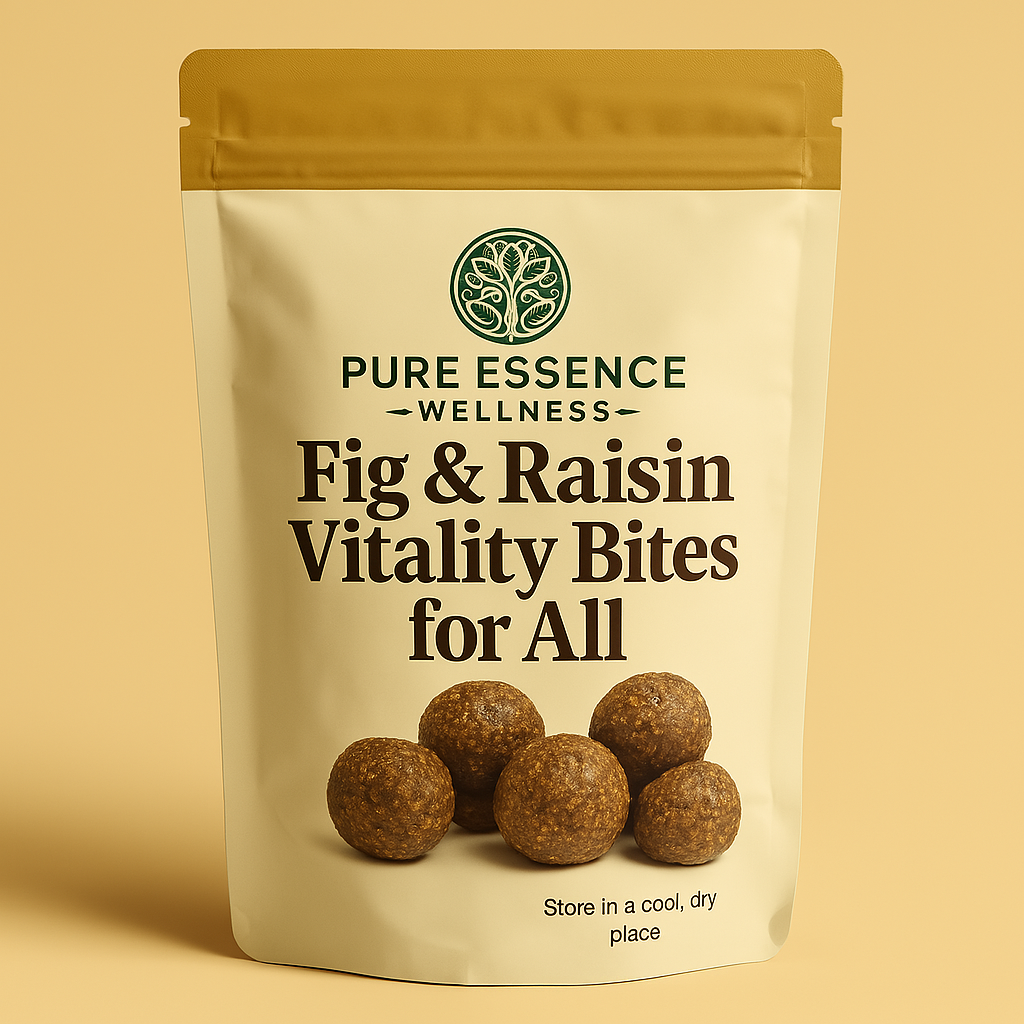 PURE ESSENCE
WELLNESS
Fig & Raisin
Vitality Bites
for All
Store in a cool, dry
place